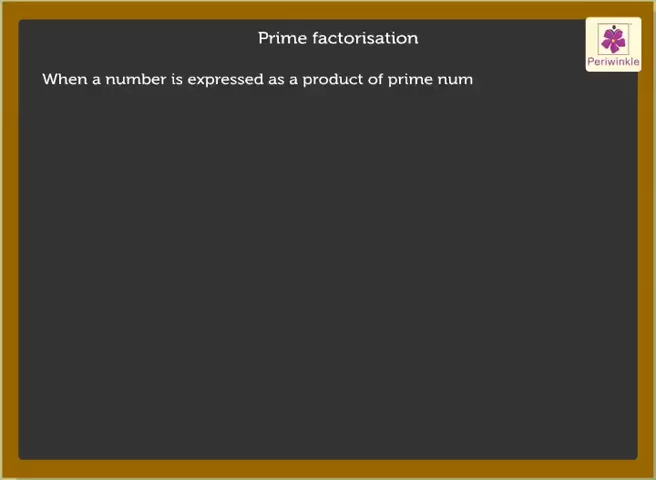 Prime factorisation
Periwinkle
When a number is expressed as a product of prime num